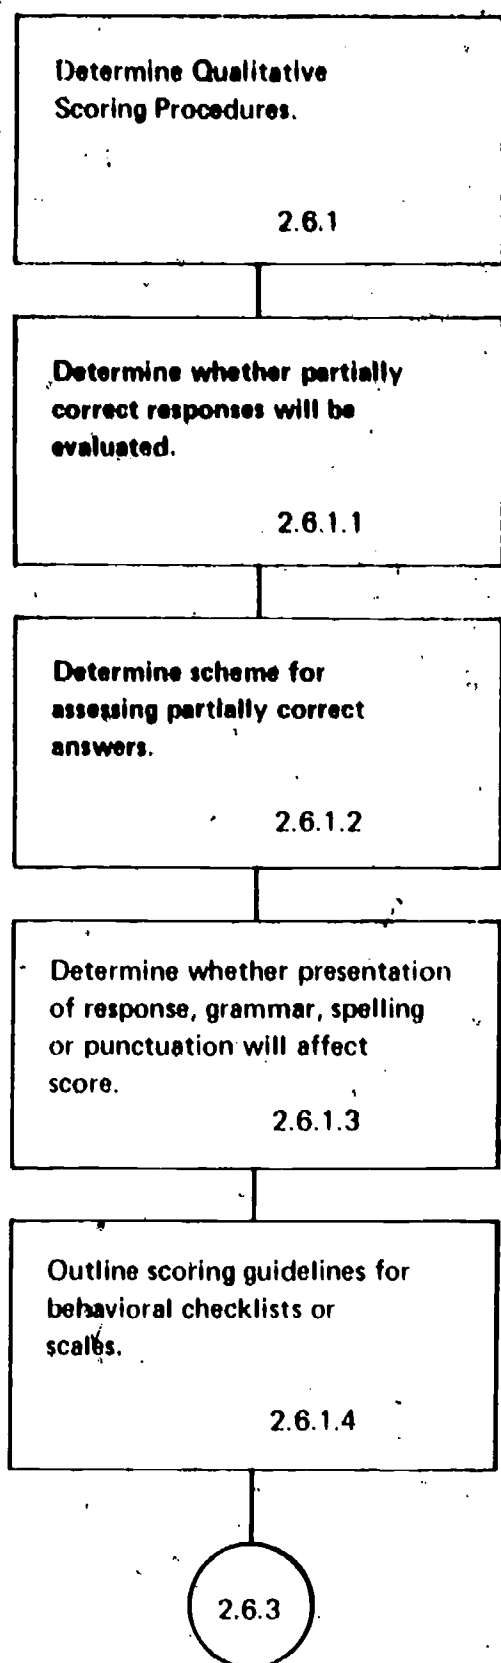 Determine Qualitative
Scoring Procedures.
2.6.1
Determine whether partially
correct responses will be
evaluated.
2.6.1.1
Determine scheme for
assessing partially correct
answers.
2.6.1.2
Determine whether presentation
of response, grammar, spelling
or punctuation will affect
score.
2.6.1.3
Outline scoring guidelines for
behavioral checklists or
scales.
2.6.1.4
2.6.3